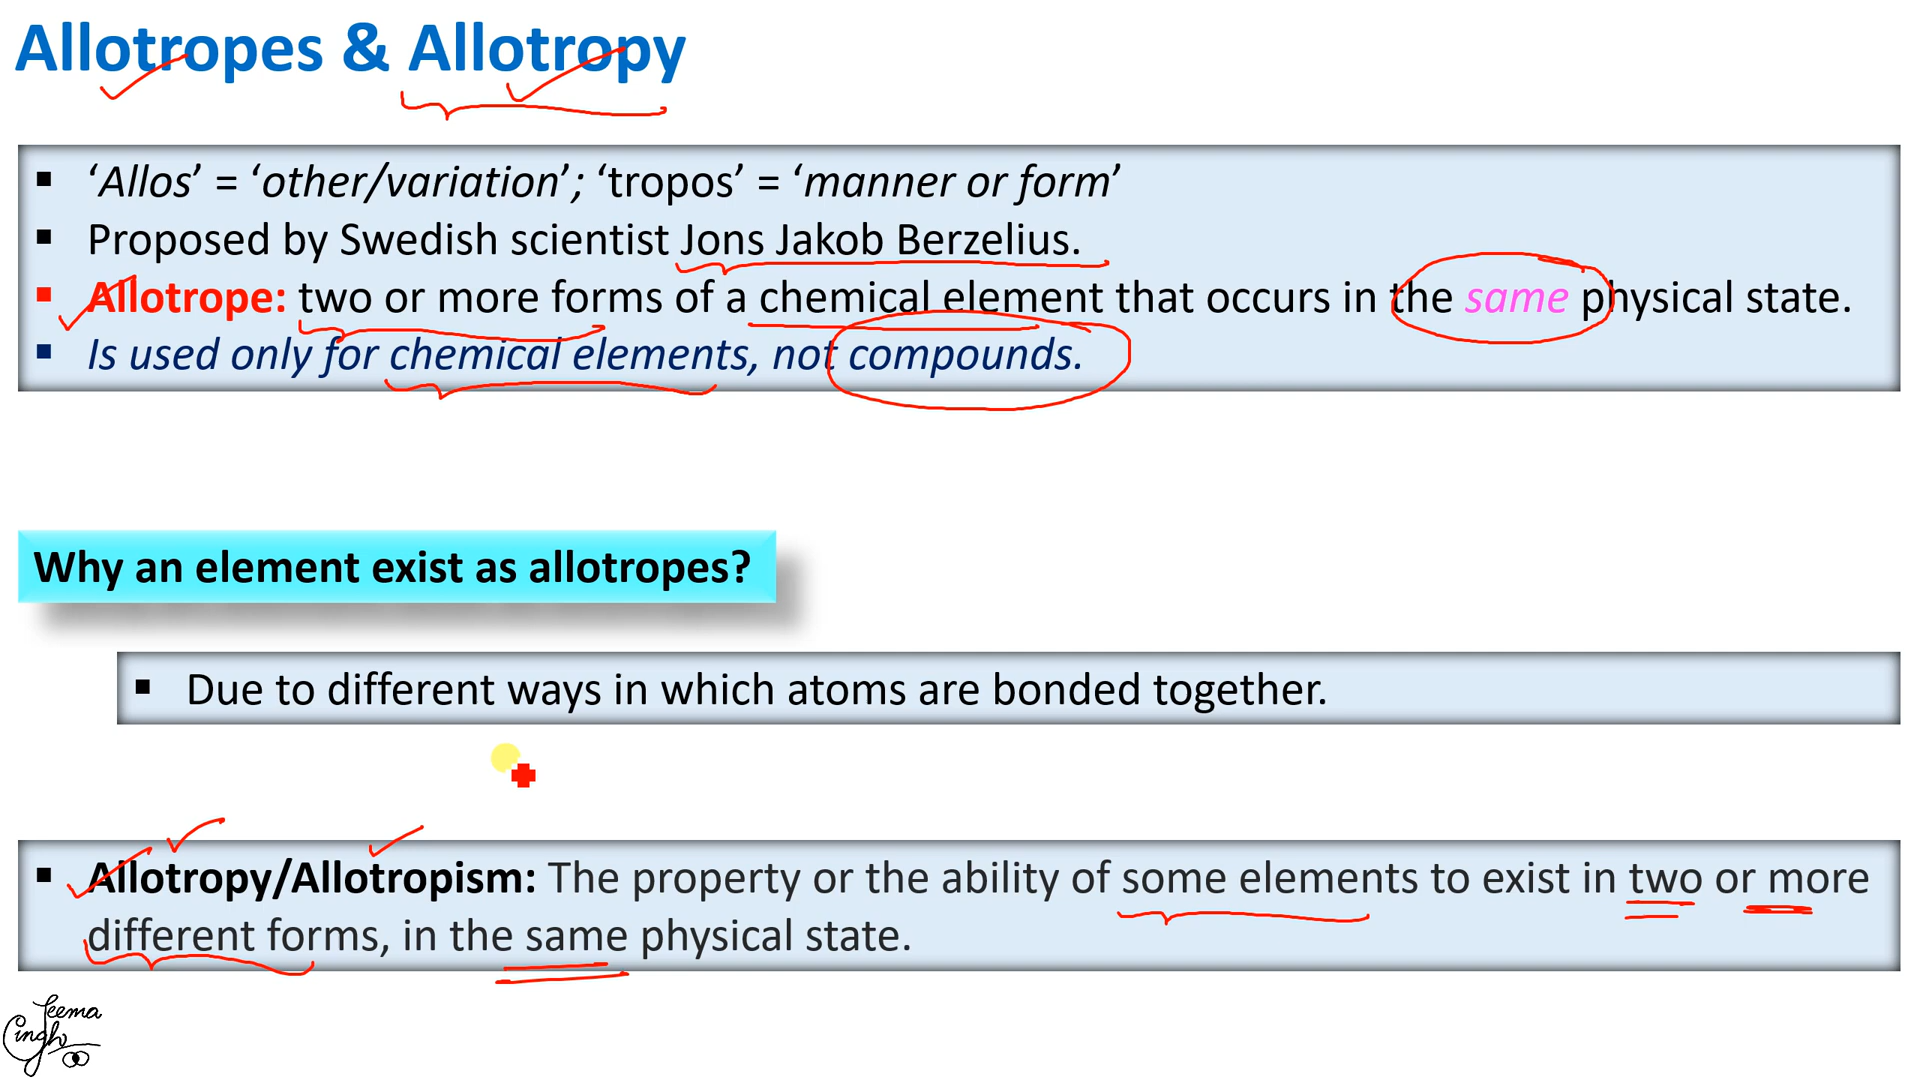 Allotropes & Allotropy
▪ ‘Allos’ = ‘other/variation’; ‘tropos’ = ‘manner or form’
▪ Proposed by Swedish scientist Jons Jakob Berzelius.
▪ Allotrope: two or more forms of a chemical element that occurs in the same physical state.
▪ Is used only for chemical elements, not compounds.
Why an element exist as allotropes?
▪ Due to different ways in which atoms are bonded together.
▪ Allotropy/Allotropism: The property or the ability of some elements to exist in two or more
different forms, in the same physical state.